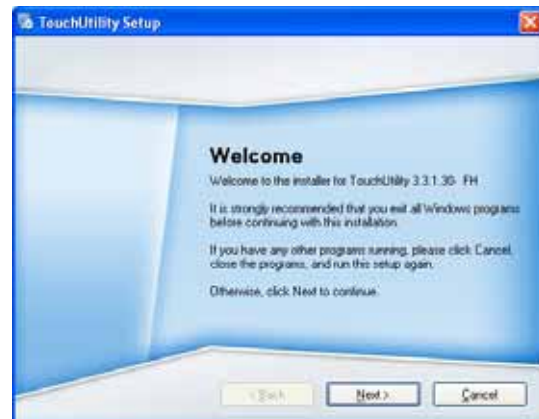 TouchUtility Setup
Welcome
Welcome to the installer for TouchUtility 3.3.1.30- FH
It is strongly recommended that you exit all Windows programs
before continuing with this installation.
If you have any other programs running, please click Cancel,
close the programs, and run this setup again.
Otherwise, click Next to continue.
< Back Next > Cancel